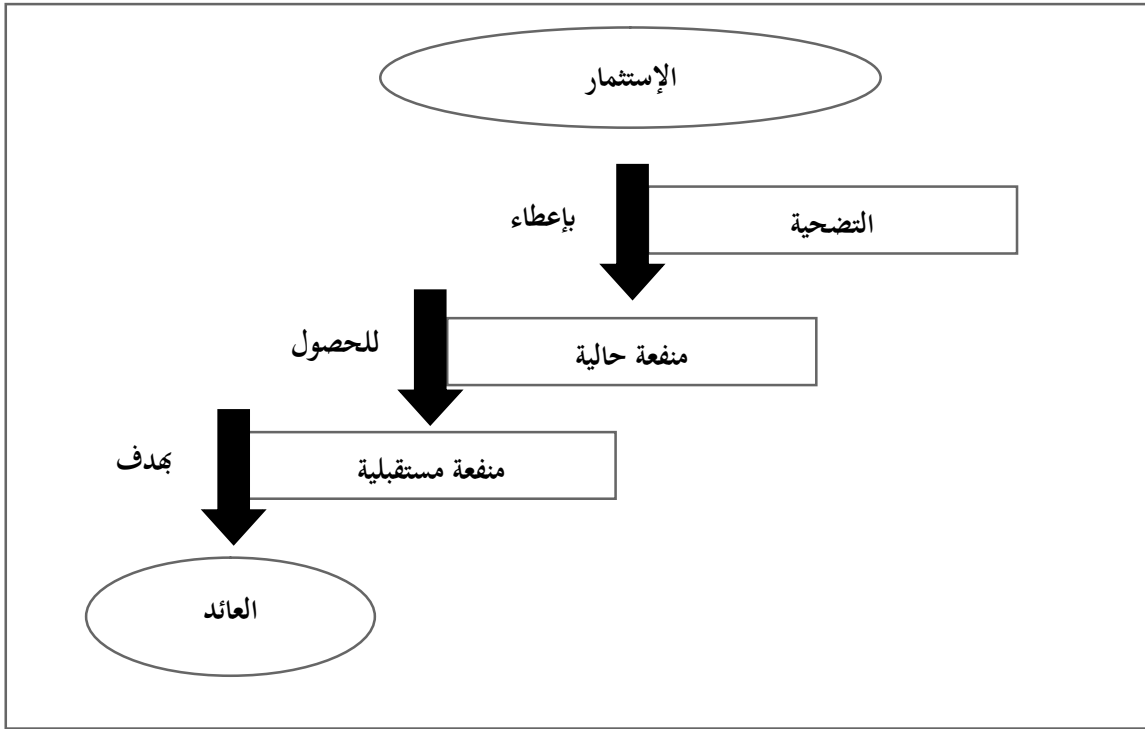 الإستثمار
التضحية
بإعطاء
منفعة حالية
للحصول
منفعة مستقبلية
بهدف
العائد